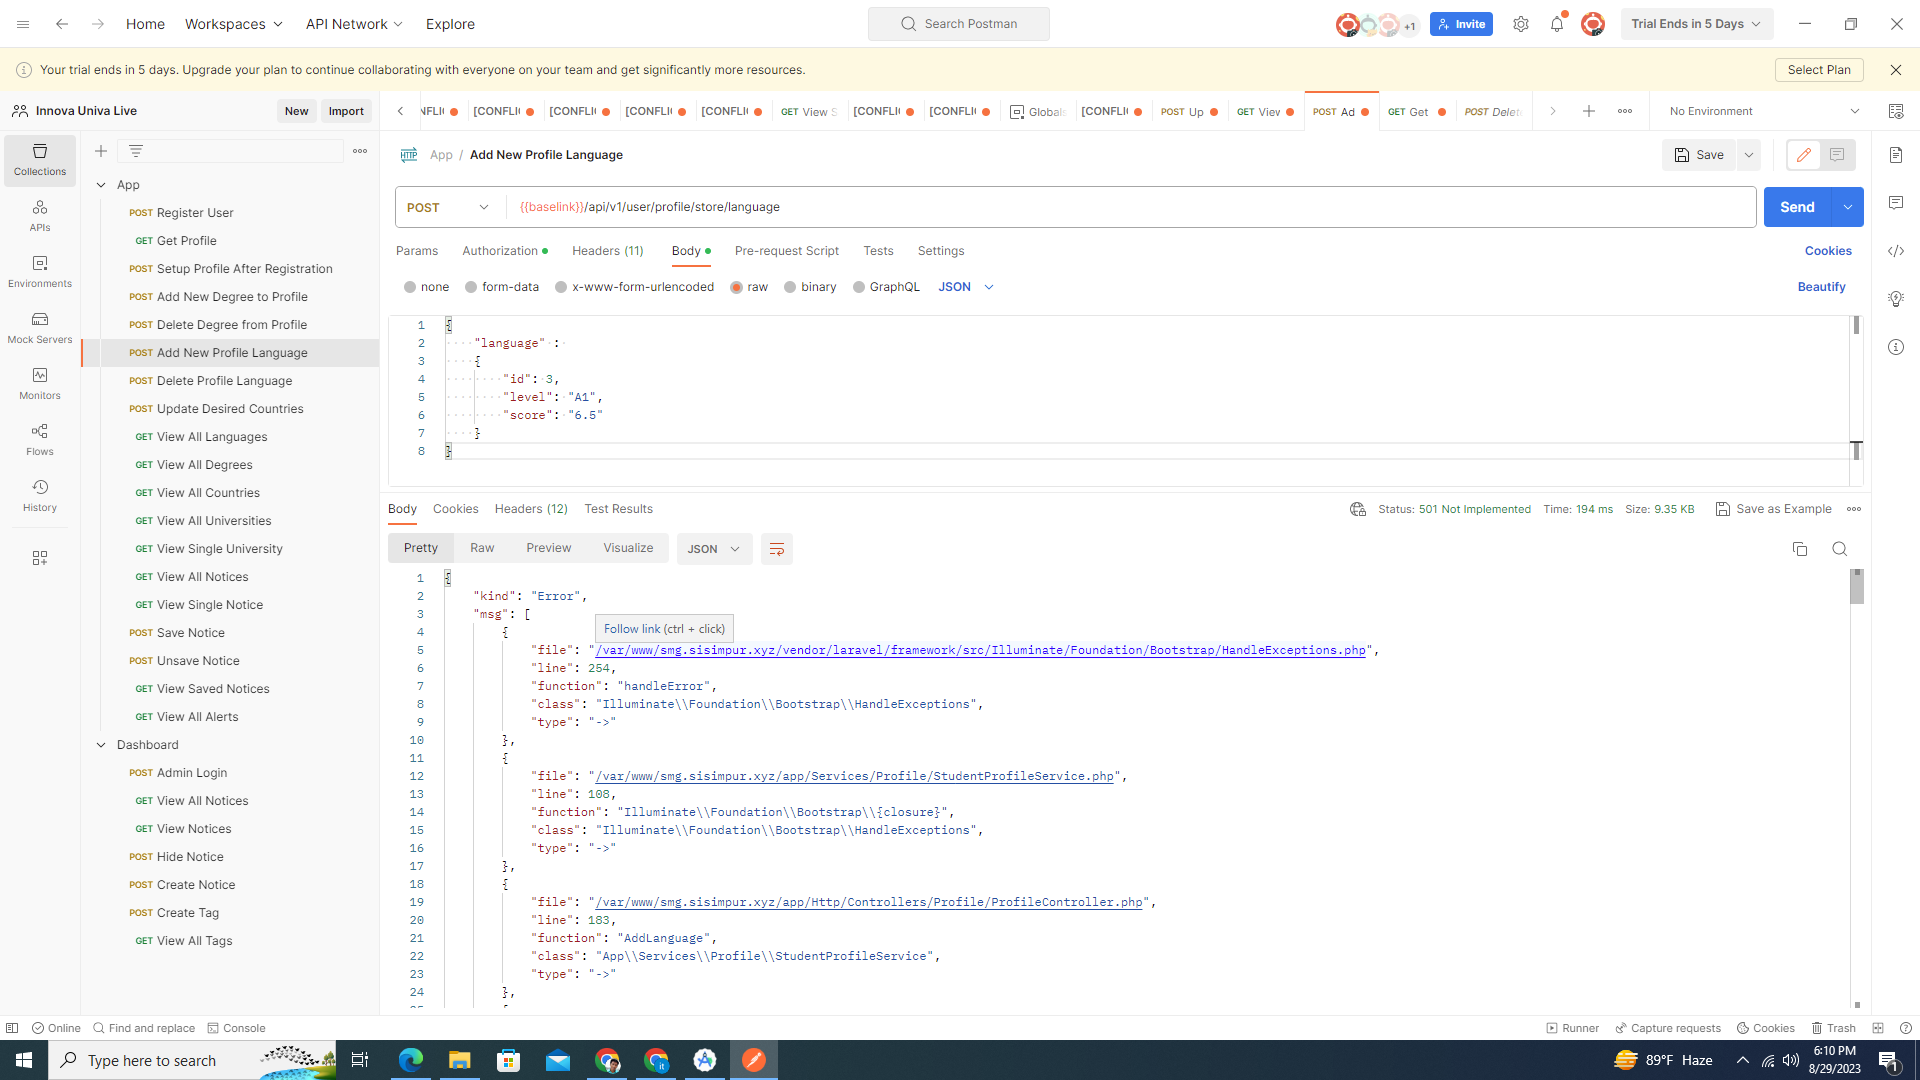 Home Workspaces API Network Explore Search Postman +1 Invite Trial Ends in 5 Days
Your trial ends in 5 days. Upgrade your plan to continue collaborating with everyone on your team and get significantly more resources. Select Plan
Innova Univa Live New Import NFLIC [CONFLIC [CONFLIC [CONFLIC [CONFLIC GET View S [CONFLIC [CONFLIC Globals [CONFLIC POST Up GET View POST Ad GET Get POST Delete No Environment
App / Add New Profile Language Save
Collections
APIs
Environments
Mock Servers
Monitors
Flows
History
App
POST Register User
GET Get Profile
POST Setup Profile After Registration
POST Add New Degree to Profile
POST Delete Degree from Profile
POST Add New Profile Language
POST Delete Profile Language
POST Update Desired Countries
GET View All Languages
GET View All Degrees
GET View All Countries
GET View All Universities
GET View Single University
GET View All Notices
GET View Single Notice
POST Save Notice
POST Unsave Notice
GET View Saved Notices
GET View All Alerts
Dashboard
POST Admin Login
GET View All Notices
GET View Notices
POST Hide Notice
POST Create Notice
POST Create Tag
GET View All Tags
POST {{baselink}}/api/v1/user/profile/store/language Send
Params Authorization Headers (11) Body Pre-request Script Tests Settings Cookies
none form-data x-www-form-urlencoded raw binary GraphQL JSON Beautify
1 {
2 "language" :
3 {
4 "id": 3,
5 "level": "A1",
6 "score": "6.5"
7 }
8 }
Body Cookies Headers (12) Test Results Status: 501 Not Implemented Time: 194 ms Size: 9.35 KB Save as Example
Pretty Raw Preview Visualize JSON
1 {
2 "kind": "Error",
3 "msg": [
Follow link (ctrl + click)
4 {
5 "file": "/var/www/smg.sisimpur.xyz/vendor/laravel/framework/src/Illuminate/Foundation/Bootstrap/HandleExceptions.php",
6 "line": 254,
7 "function": "handleError",
8 "class": "Illuminate\\Foundation\\Bootstrap\\HandleExceptions",
9 "type": "->"
10 },
11 {
12 "file": "/var/www/smg.sisimpur.xyz/app/Services/Profile/StudentProfileService.php",
13 "line": 108,
14 "function": "Illuminate\\Foundation\\Bootstrap\\{closure}",
15 "class": "Illuminate\\Foundation\\Bootstrap\\HandleExceptions",
16 "type": "->"
17 },
18 {
19 "file": "/var/www/smg.sisimpur.xyz/app/Http/Controllers/Profile/ProfileController.php",
20 "line": 183,
21 "function": "AddLanguage",
22 "class": "App\\Services\\Profile\\StudentProfileService",
23 "type": "->"
24 },
Online Find and replace Console Runner Capture requests Cookies Trash
Type here to search 89°F Haze 6:10 PM
8/29/2023 1